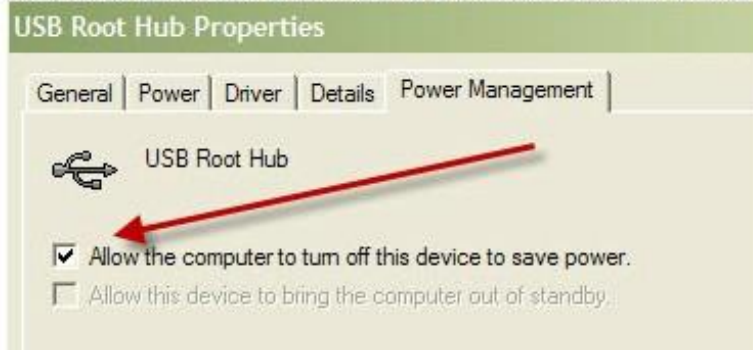 USB Root Hub Properties
General Power Driver Details Power Management
USB Root Hub
Allow the computer to turn off this device to save power.
Allow this device to bring the computer out of standby.